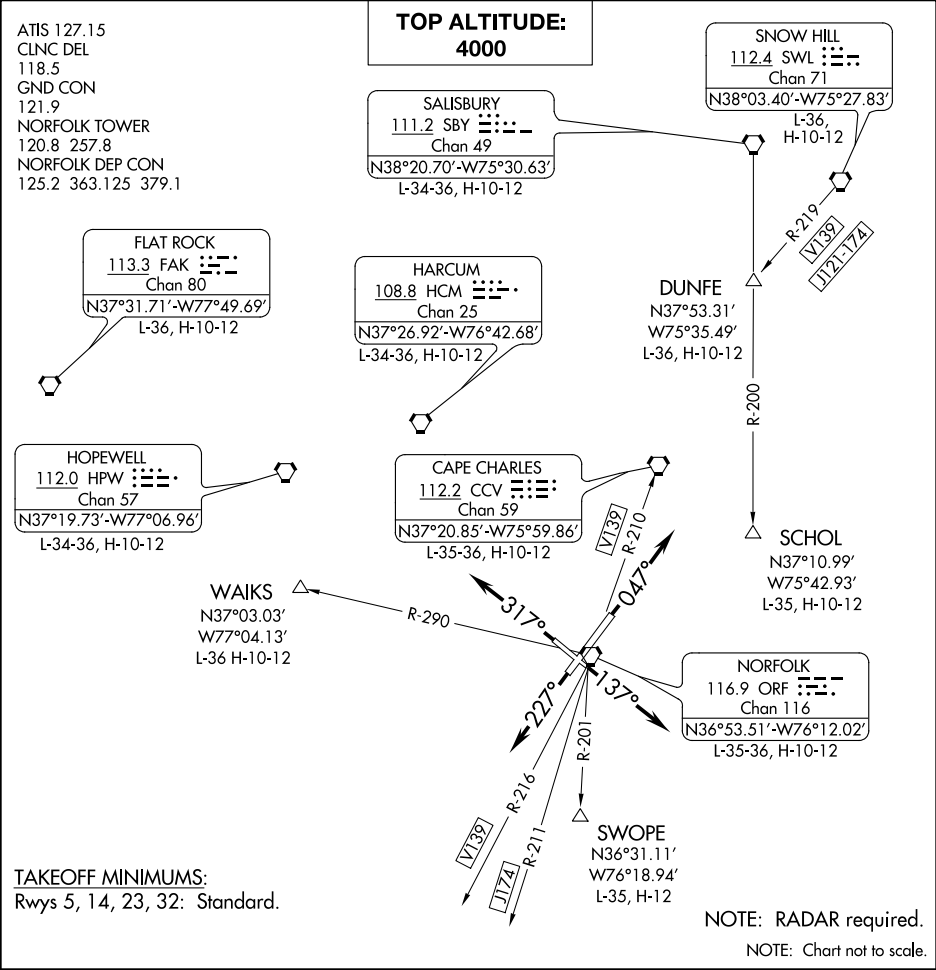 ATIS 127.15
CLNC DEL
118.5
GND CON
121.9
NORFOLK TOWER
120.8 257.8
NORFOLK DEP CON
125.2 363.125 379.1
TOP ALTITUDE:
4000
SNOW HILL
112.4 SWL
Chan 71
N38°03.40′-W75°27.83′
L-36,
H-10-12
SALISBURY
111.2 SBY
Chan 49
N38°20.70′-W75°30.63′
L-34-36, H-10-12
R-219
V139
J121-174
FLAT ROCK
113.3 FAK
Chan 80
N37°31.71′-W77°49.69′
L-36, H-10-12
HARCUM
108.8 HCM
Chan 25
N37°26.92′-W76°42.68′
L-34-36, H-10-12
DUNFE
N37°53.31′
W75°35.49′
L-36, H-10-12
R-200
HOPEWELL
112.0 HPW
Chan 57
N37°19.73′-W77°06.96′
L-34-36, H-10-12
CAPE CHARLES
112.2 CCV
Chan 59
N37°20.85′-W75°59.86′
L-35-36, H-10-12
V139
R-210
SCHOL
N37°10.99′
W75°42.93′
L-35, H-10-12
WAIKS
N37°03.03′
W77°04.13′
L-36 H-10-12
R-290
317°
047°
227°
137°
NORFOLK
116.9 ORF
Chan 116
N36°53.51′-W76°12.02′
L-35-36, H-10-12
R-201
R-216
V139
R-211
J174
SWOPE
N36°31.11′
W76°18.94′
L-35, H-12
TAKEOFF MINIMUMS:
Rwys 5, 14, 23, 32: Standard.
NOTE: RADAR required.
NOTE: Chart not to scale.